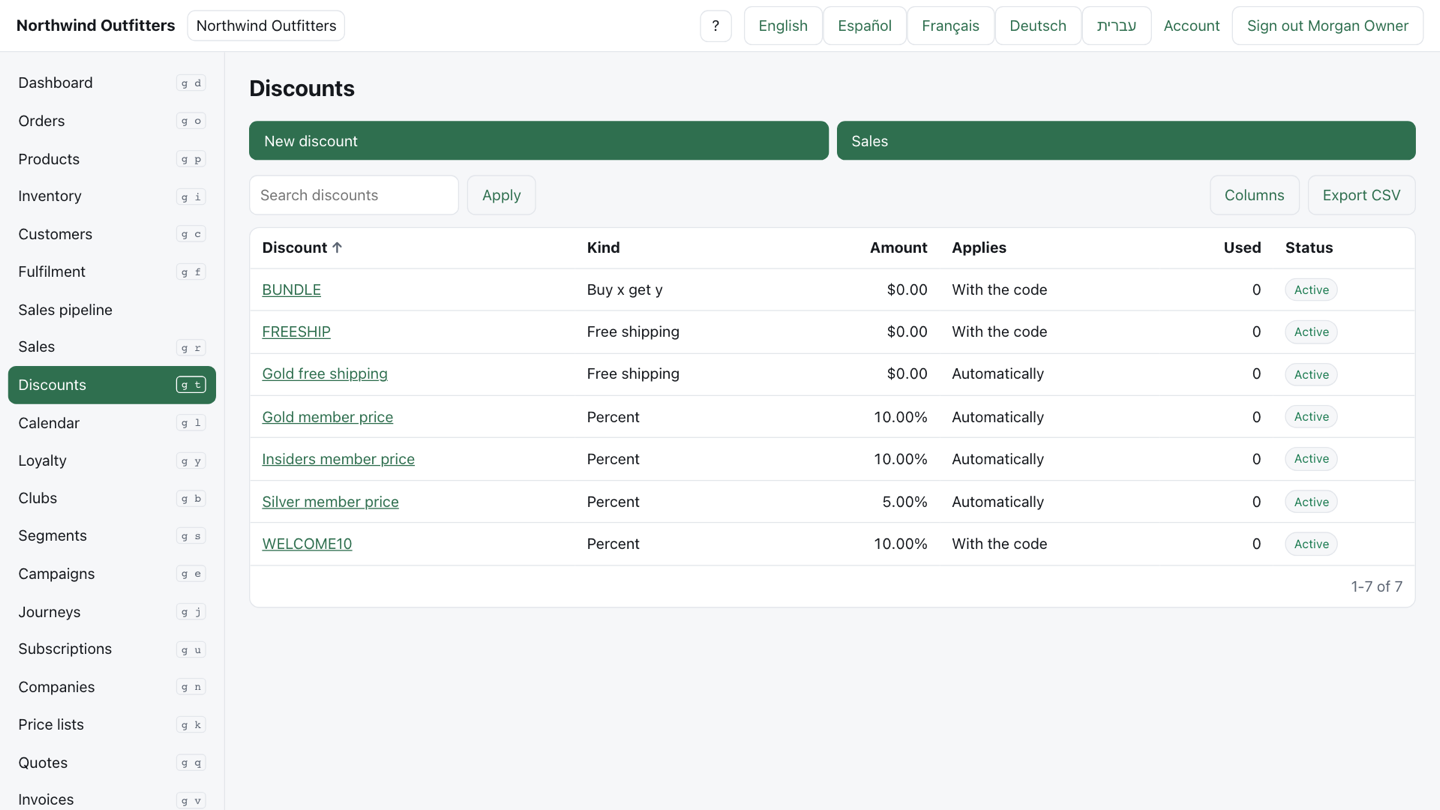 Northwind Outfitters Northwind Outfitters ? English Español Français Deutsch עברית Account Sign out Morgan Owner
Dashboard g d
Orders g o
Products g p
Inventory g i
Customers g c
Fulfilment g f
Sales pipeline
Sales g r
Discounts g t
Calendar g l
Loyalty g y
Clubs g b
Segments g s
Campaigns g e
Journeys g j
Subscriptions g u
Companies g n
Price lists g k
Quotes g q
Invoices g v
Discounts
New discount Sales
Search discounts Apply Columns Export CSV
Discount ↑ Kind Amount Applies Used Status
BUNDLE Buy x get y $0.00 With the code 0 Active
FREESHIP Free shipping $0.00 With the code 0 Active
Gold free shipping Free shipping $0.00 Automatically 0 Active
Gold member price Percent 10.00% Automatically 0 Active
Insiders member price Percent 10.00% Automatically 0 Active
Silver member price Percent 5.00% Automatically 0 Active
WELCOME10 Percent 10.00% With the code 0 Active
1-7 of 7